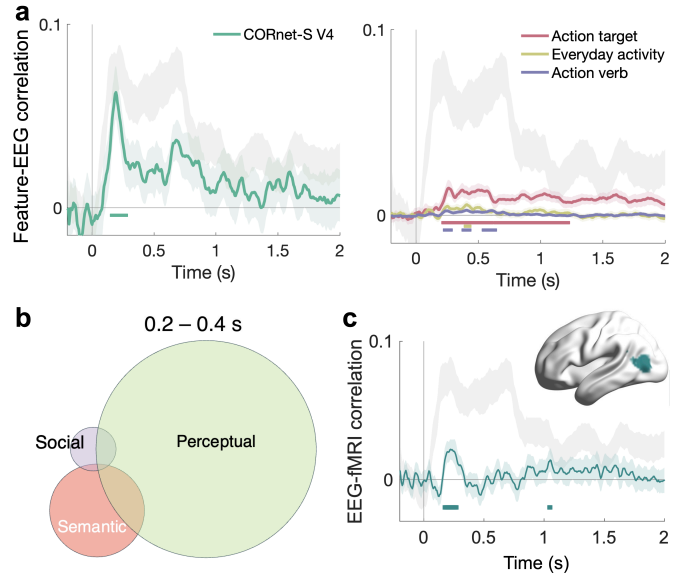 a
0.1
CORnet-S V4
Feature-EEG correlation
0
0 0.5 1 1.5 2
Time (s)
0.1
Action target
Everyday activity
Action verb
0
0 0.5 1 1.5 2
Time (s)
b
0.2 – 0.4 s
Social
Perceptual
Semantic
c
0.1
EEG-fMRI correlation
0
0 0.5 1 1.5 2
Time (s)